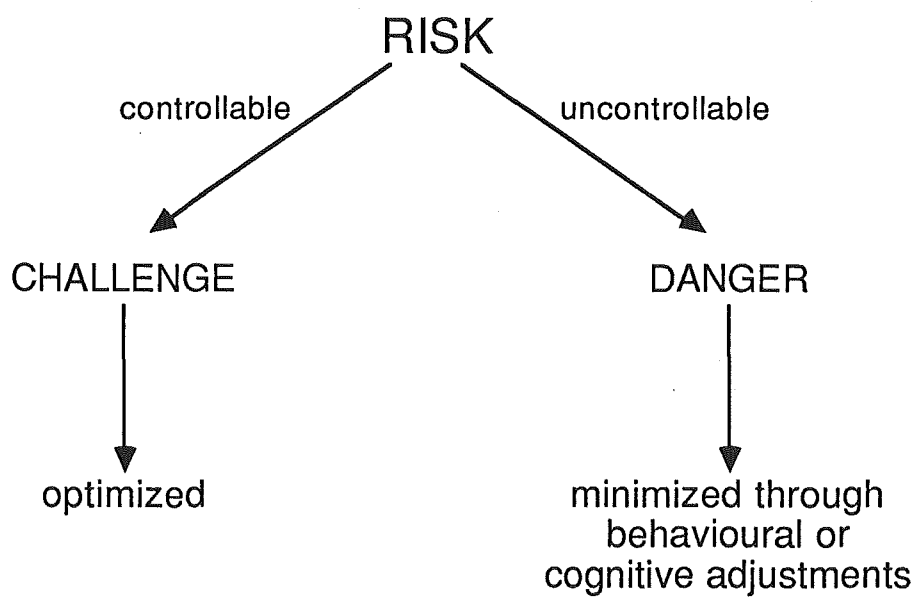 RISK
controllable
uncontrollable
CHALLENGE
DANGER
optimized
minimized through
behavioural or
cognitive adjustments